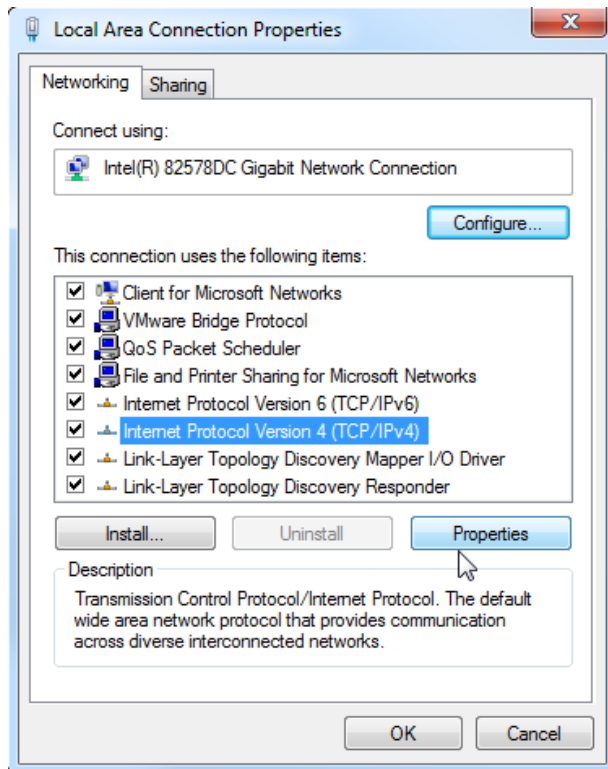 Local Area Connection Properties
Networking
Sharing
Connect using:
Intel(R) 82578DC Gigabit Network Connection
Configure...
This connection uses the following items:
Client for Microsoft Networks
VMware Bridge Protocol
QoS Packet Scheduler
File and Printer Sharing for Microsoft Networks
Internet Protocol Version 6 (TCP/IPv6)
Internet Protocol Version 4 (TCP/IPv4)
Link-Layer Topology Discovery Mapper I/O Driver
Link-Layer Topology Discovery Responder
Install...
Uninstall
Properties
Description
Transmission Control Protocol/Internet Protocol. The default
wide area network protocol that provides communication
across diverse interconnected networks.
OK
Cancel